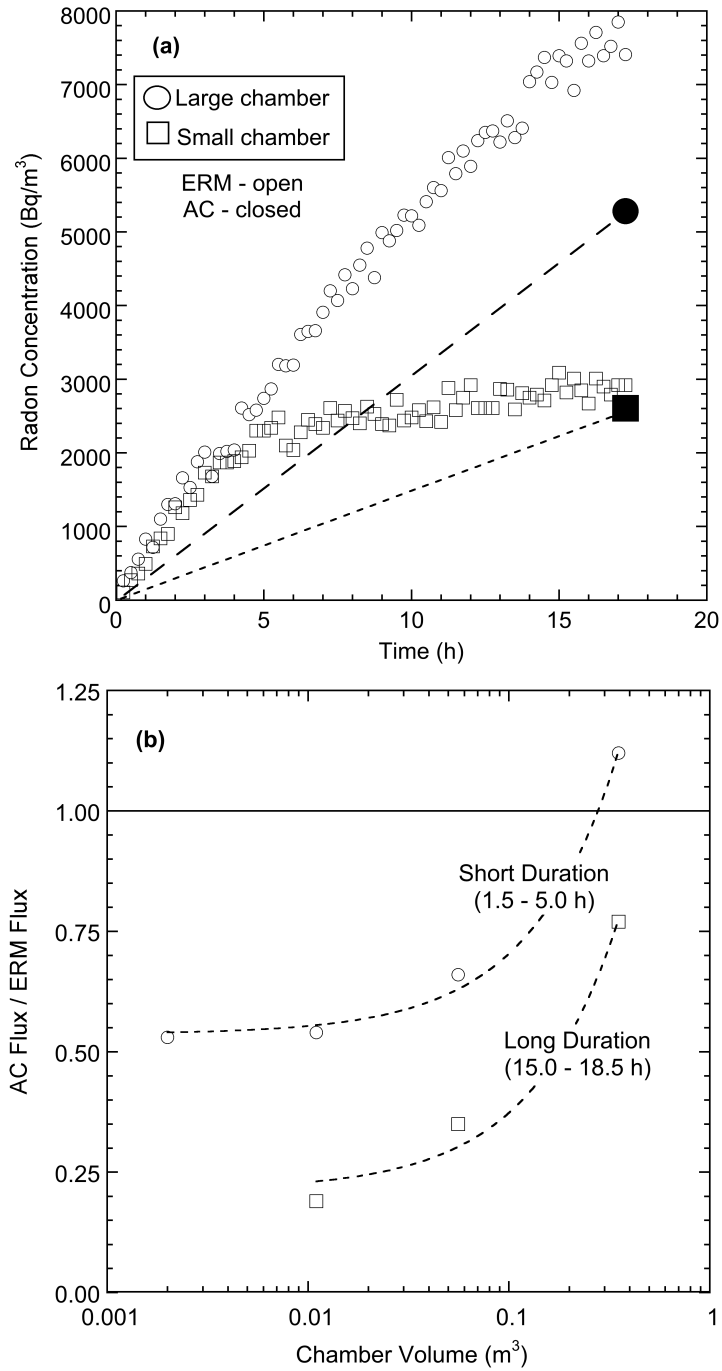 (a)
Large chamber
Small chamber
ERM - open
AC - closed
8000
7000
6000
5000
4000
3000
2000
1000
0
Radon Concentration (Bq/m³)
0 5 10 15 20
Time (h)
(b)
1.25
1.00
0.75
0.50
0.25
0.00
AC Flux / ERM Flux
Short Duration
(1.5 - 5.0 h)
Long Duration
(15.0 - 18.5 h)
0.001 0.01 0.1 1
Chamber Volume (m³)